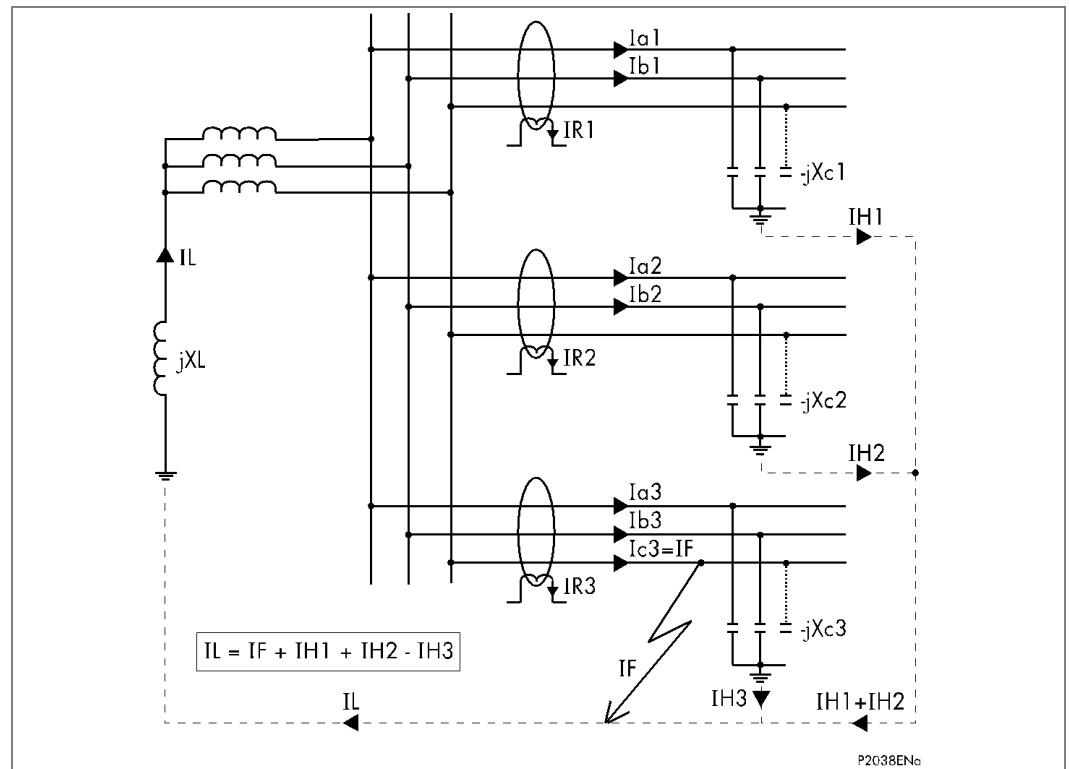 Ia1
Ib1
IR1
-jXc1
IH1
IL
jXL
Ia2
Ib2
IR2
-jXc2
IH2
Ia3
Ib3
Ic3=IF
IR3
-jXc3
IL = IF + IH1 + IH2 - IH3
IF
IH3
IL
IH1+IH2
P2038ENa